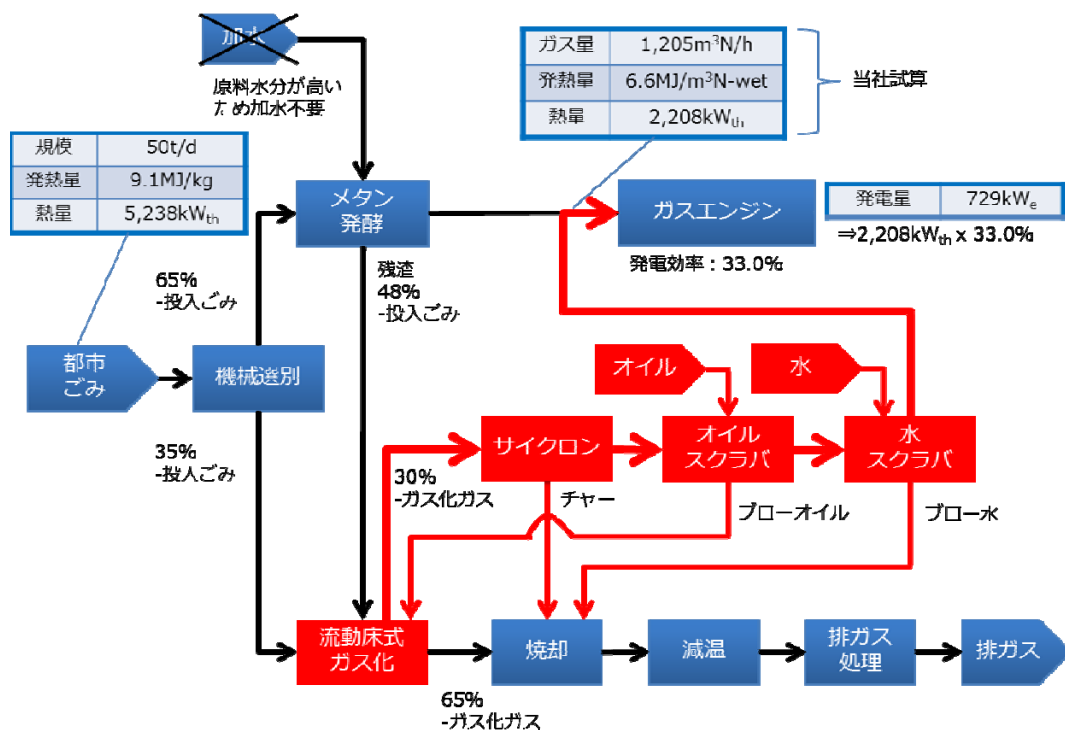 加水
原料水分が高い
ため加水不要
ガス量 1,205m³N/h
発熱量 6.6MJ/m³N-wet
熱量 2,208kWth
当社試算
規模 50t/d
発熱量 9.1MJ/kg
熱量 5,238kWth
メタン
発酵
ガスエンジン
発電量 729kWe
⇒2,208kWth x 33.0%
発電効率：33.0%
65%
-投入ごみ
残渣
48%
-投入ごみ
都市
ごみ
機械選別
オイル
水
35%
-投入ごみ
サイクロン
オイル
スクラバ
水
スクラバ
30%
-ガス化ガス
チャー
ブローオイル
ブロー水
流動床式
ガス化
焼却
減温
排ガス
処理
排ガス
65%
-ガス化ガス